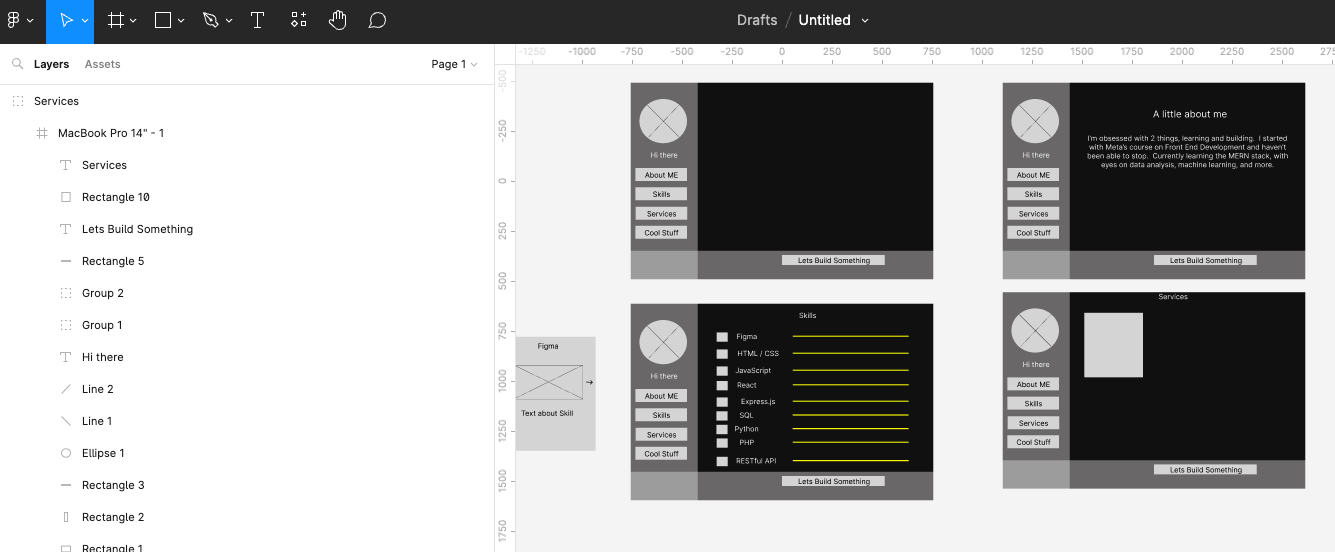 Drafts / Untitled
Layers
Assets
Page 1
-1250 -1000 -750 -500 -250 0 250 500 750 1000 1250 1500 1750 2000 2250 2500
-500
-250
0
250
500
750
1000
1250
1500
1750
Services
MacBook Pro 14" - 1
Services
Rectangle 10
Lets Build Something
Rectangle 5
Group 2
Group 1
Hi there
Line 2
Line 1
Ellipse 1
Rectangle 3
Rectangle 2
Rectangle 1
Hi there
About ME
Skills
Services
Cool Stuff
Lets Build Something
A little about me
I'm obsessed with 2 things, learning and building. I started
with Meta's course on Front End Development and haven't
been able to stop. Currently learning the MERN stack, with
eyes on data analysis, machine learning, and more.
Hi there
About ME
Skills
Services
Cool Stuff
Lets Build Something
Figma
→
Text about Skill
Skills
Figma
HTML / CSS
JavaScript
React
Express.js
SQL
Python
PHP
RESTful API
Hi there
About ME
Skills
Services
Cool Stuff
Lets Build Something
Services
Hi there
About ME
Skills
Services
Cool Stuff
Lets Build Something